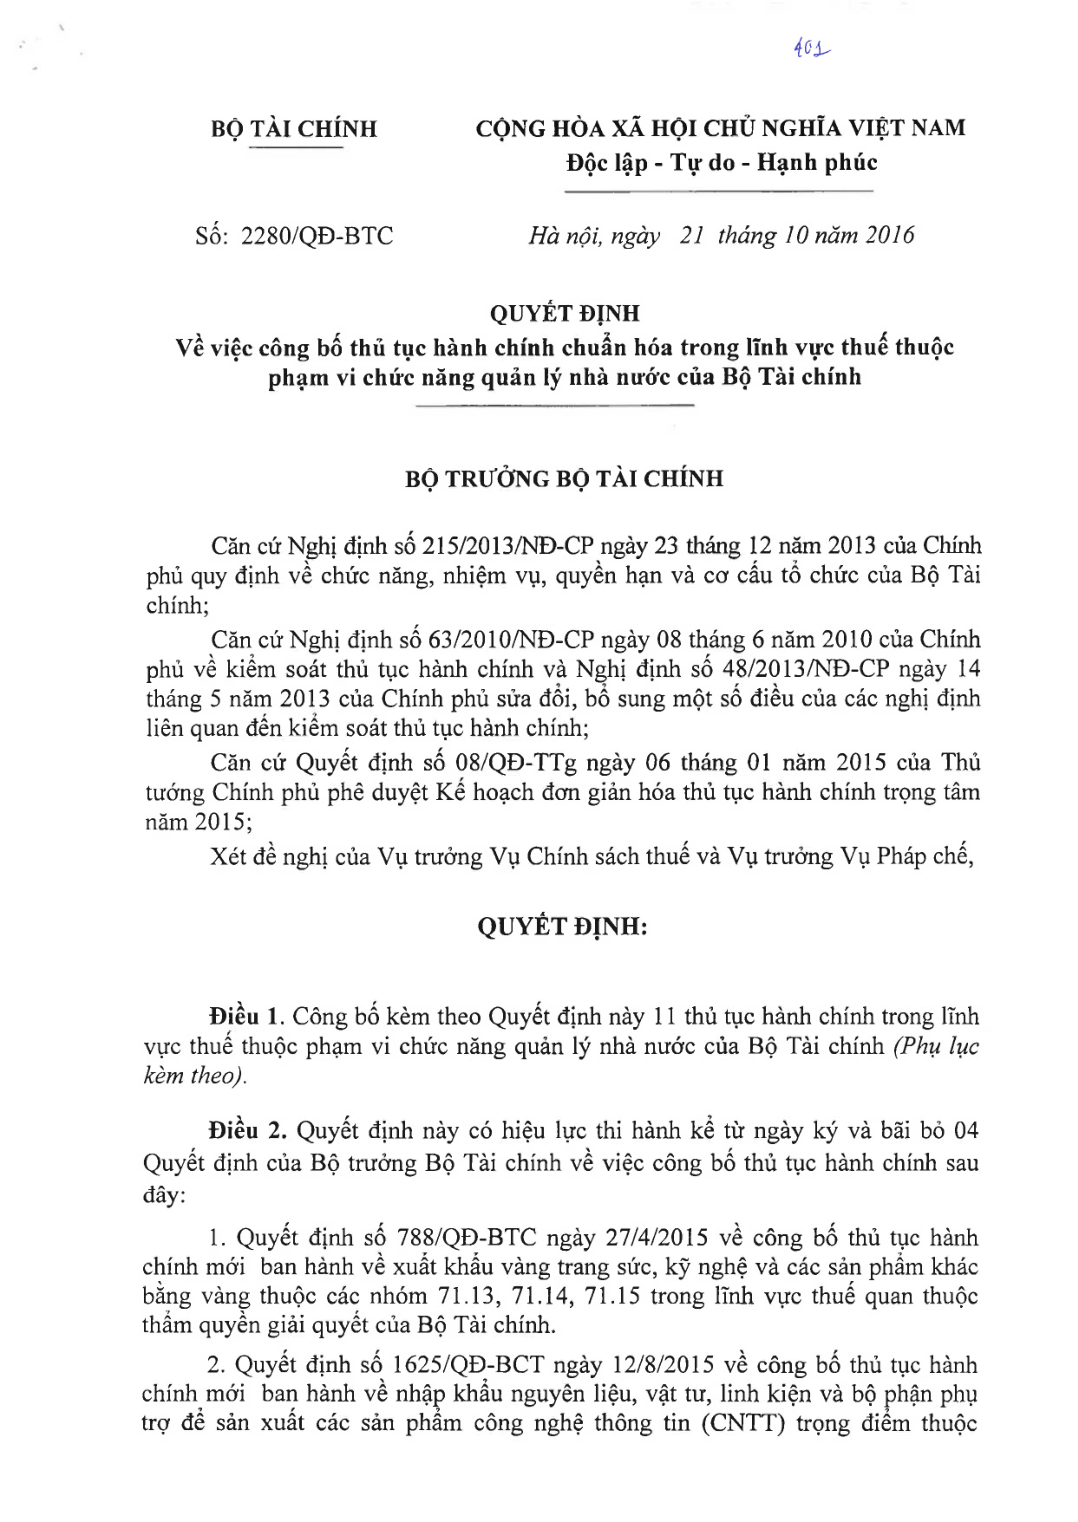 401
BỘ TÀI CHÍNH
CỘNG HÒA XÃ HỘI CHỦ NGHĨA VIỆT NAM
Độc lập - Tự do - Hạnh phúc
Số: 2280/QĐ-BTC
Hà nội, ngày 21 tháng 10 năm 2016
QUYẾT ĐỊNH
Về việc công bố thủ tục hành chính chuẩn hóa trong lĩnh vực thuế thuộc
phạm vi chức năng quản lý nhà nước của Bộ Tài chính
BỘ TRƯỞNG BỘ TÀI CHÍNH
Căn cứ Nghị định số 215/2013/NĐ-CP ngày 23 tháng 12 năm 2013 của Chính
phủ quy định về chức năng, nhiệm vụ, quyền hạn và cơ cấu tổ chức của Bộ Tài
chính;
Căn cứ Nghị định số 63/2010/NĐ-CP ngày 08 tháng 6 năm 2010 của Chính
phủ về kiểm soát thủ tục hành chính và Nghị định số 48/2013/NĐ-CP ngày 14
tháng 5 năm 2013 của Chính phủ sửa đổi, bổ sung một số điều của các nghị định
liên quan đến kiểm soát thủ tục hành chính;
Căn cứ Quyết định số 08/QĐ-TTg ngày 06 tháng 01 năm 2015 của Thủ
tướng Chính phủ phê duyệt Kế hoạch đơn giản hóa thủ tục hành chính trọng tâm
năm 2015;
Xét đề nghị của Vụ trưởng Vụ Chính sách thuế và Vụ trưởng Vụ Pháp chế,
QUYẾT ĐỊNH:
Điều 1. Công bố kèm theo Quyết định này 11 thủ tục hành chính trong lĩnh
vực thuế thuộc phạm vi chức năng quản lý nhà nước của Bộ Tài chính (Phụ lục
kèm theo).
Điều 2. Quyết định này có hiệu lực thi hành kể từ ngày ký và bãi bỏ 04
Quyết định của Bộ trưởng Bộ Tài chính về việc công bố thủ tục hành chính sau
đây:
1. Quyết định số 788/QĐ-BTC ngày 27/4/2015 về công bố thủ tục hành
chính mới ban hành về xuất khẩu vàng trang sức, kỹ nghệ và các sản phẩm khác
bằng vàng thuộc các nhóm 71.13, 71.14, 71.15 trong lĩnh vực thuế quan thuộc
thẩm quyền giải quyết của Bộ Tài chính.
2. Quyết định số 1625/QĐ-BCT ngày 12/8/2015 về công bố thủ tục hành
chính mới ban hành về nhập khẩu nguyên liệu, vật tư, linh kiện và bộ phận phụ
trợ để sản xuất các sản phẩm công nghệ thông tin (CNTT) trọng điểm thuộc